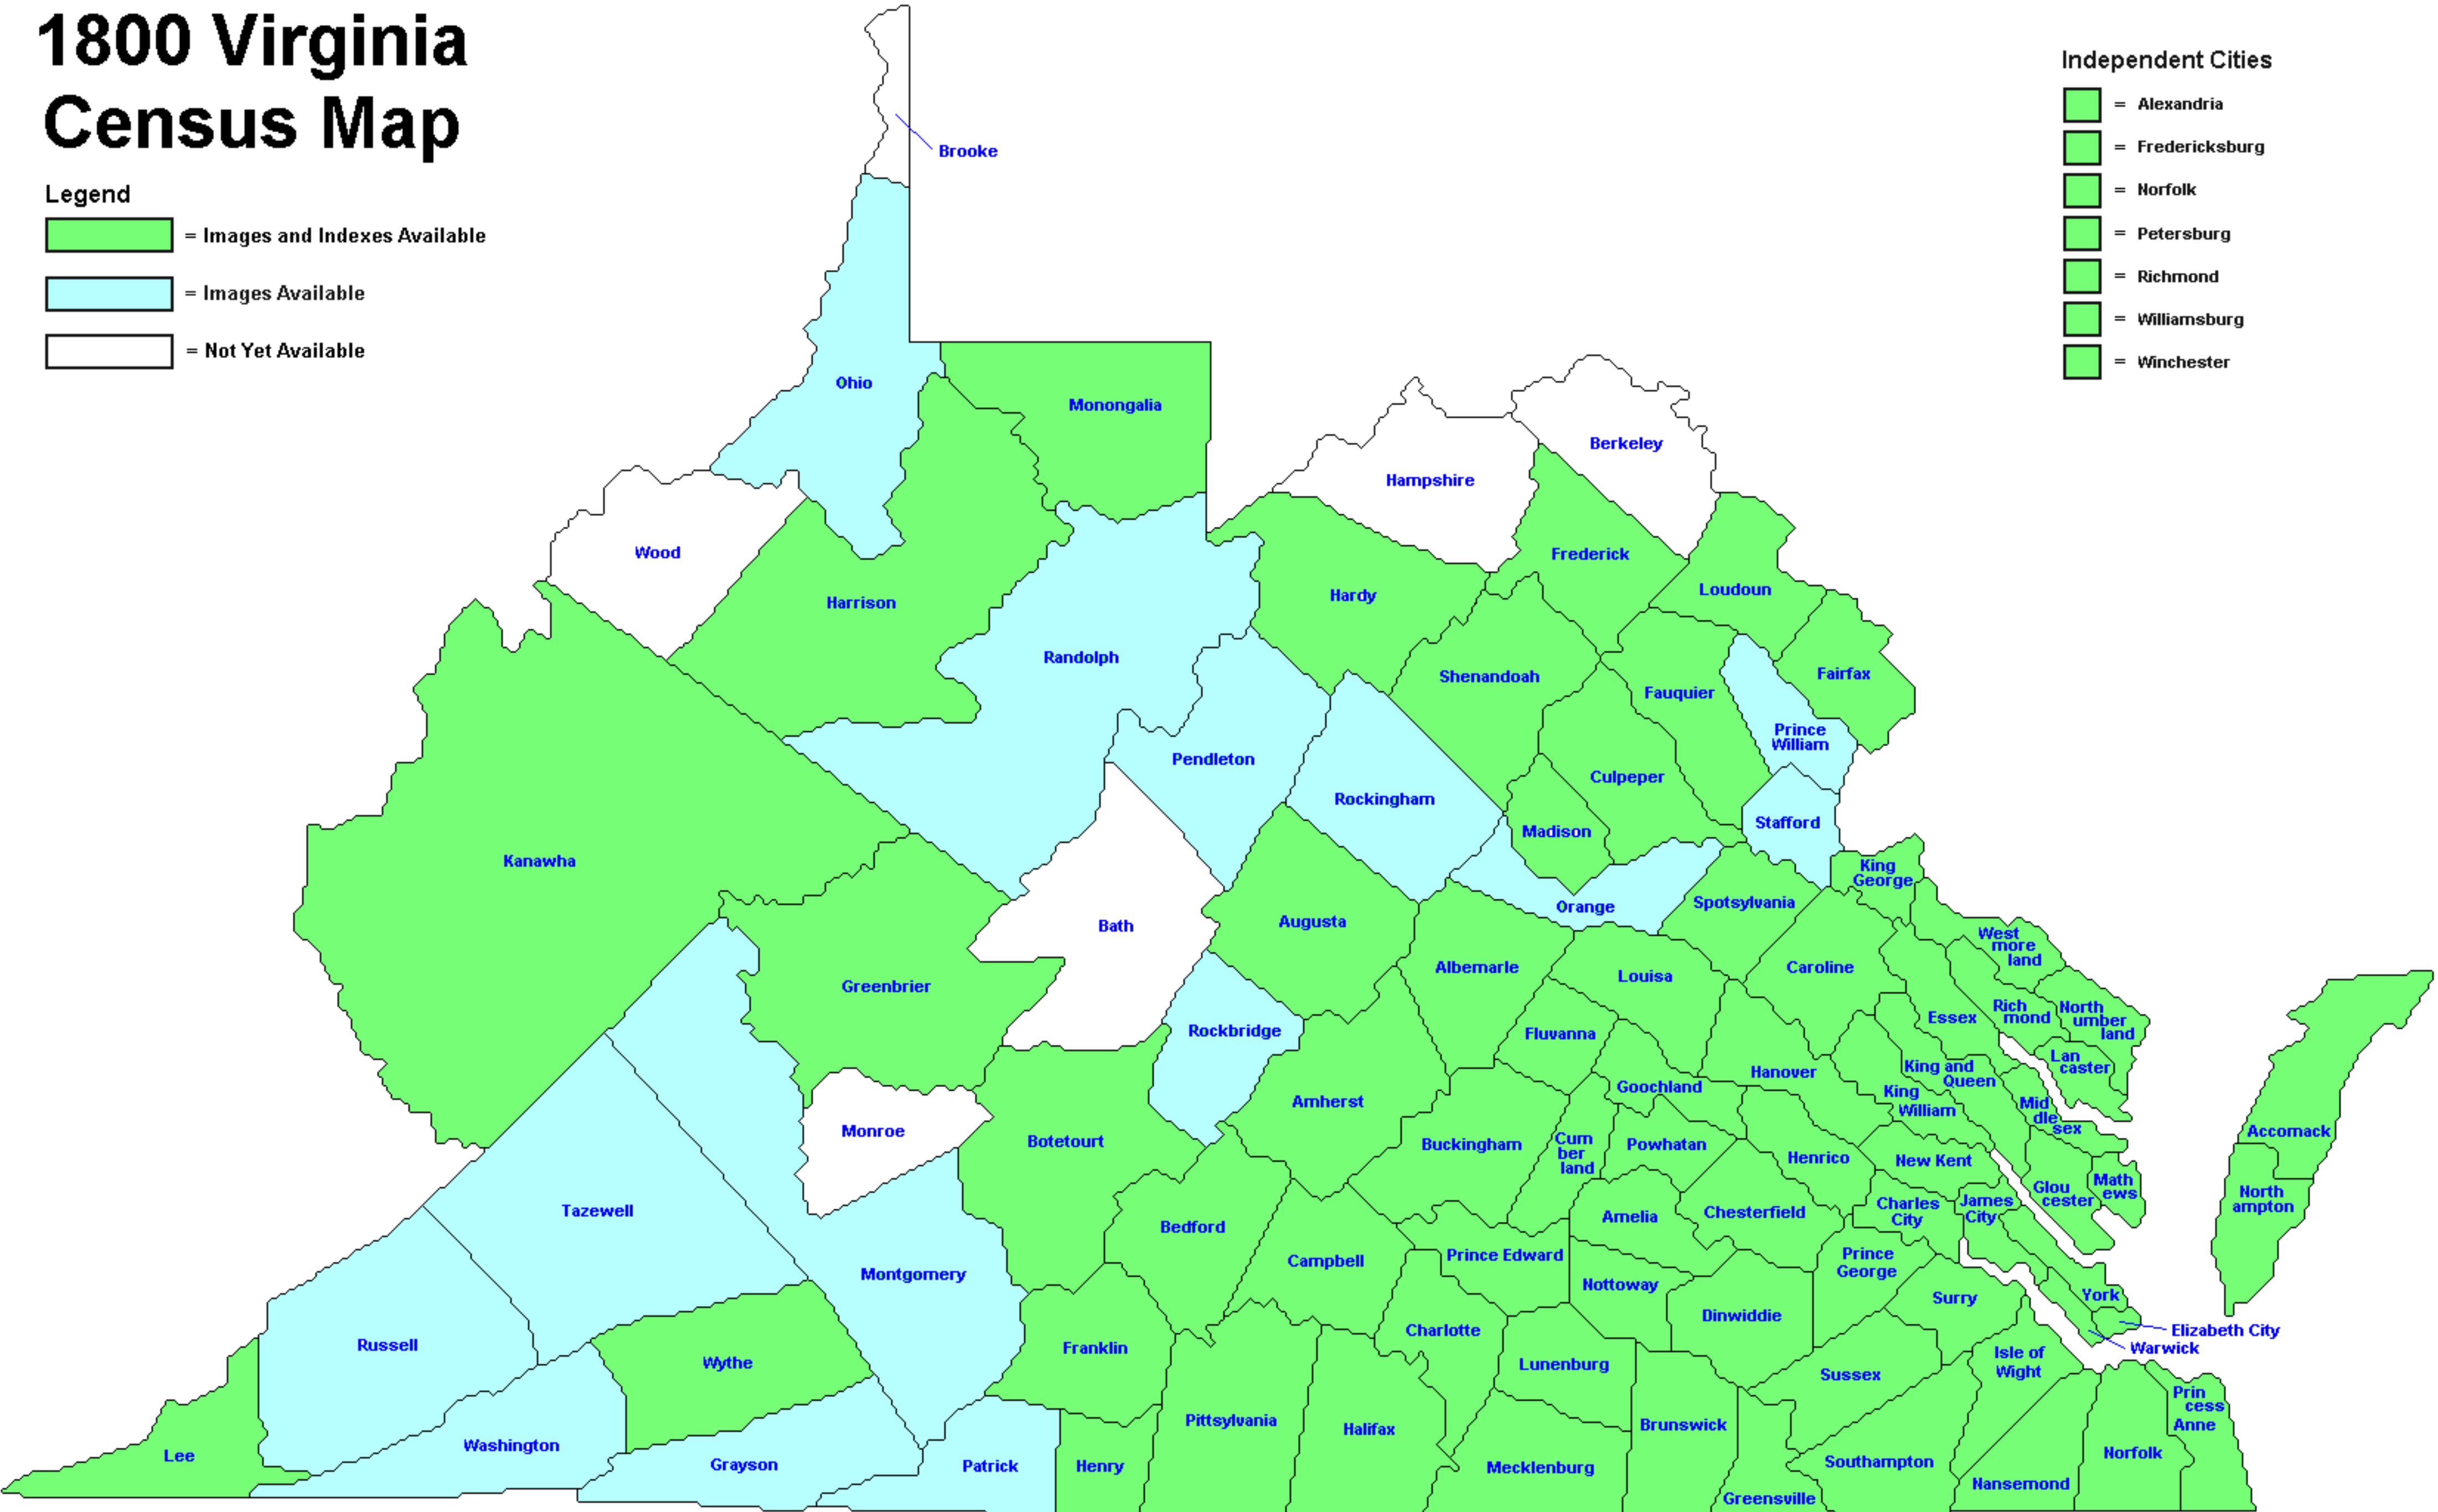 1800 Virginia
Census Map
Legend
= Images and Indexes Available
= Images Available
= Not Yet Available
Independent Cities
= Alexandria
= Fredericksburg
= Norfolk
= Petersburg
= Richmond
= Williamsburg
= Winchester
Brooke
Ohio
Monongalia
Berkeley
Hampshire
Wood
Frederick
Loudoun
Harrison
Hardy
Randolph
Shenandoah
Fairfax
Fauquier
Prince
William
Pendleton
Culpeper
Rockingham
Stafford
Madison
Kanawha
King
George
Orange
Spotsylvania
Bath
Augusta
West
more
land
Albemarle
Louisa
Caroline
Greenbrier
Rich
mond
North
umber
land
Essex
Rockbridge
Fluvanna
Lan
caster
King and
Queen
Hanover
Goochland
King
William
Amherst
Mid
dle
sex
Monroe
Botetourt
Buckingham
Cum
ber
land
Powhatan
Accomack
Henrico
New Kent
Math
ews
Glou
cester
North
ampton
Tazewell
Charles
City
James
City
Amelia
Chesterfield
Bedford
Campbell
Prince Edward
Prince
George
Montgomery
Nottoway
York
Surry
Dinwiddie
Elizabeth City
Warwick
Charlotte
Russell
Franklin
Wythe
Lunenburg
Isle of
Wight
Sussex
Prin
cess
Anne
Pittsylvania
Halifax
Brunswick
Washington
Lee
Norfolk
Grayson
Patrick
Henry
Mecklenburg
Southampton
Nansemond
Greensville